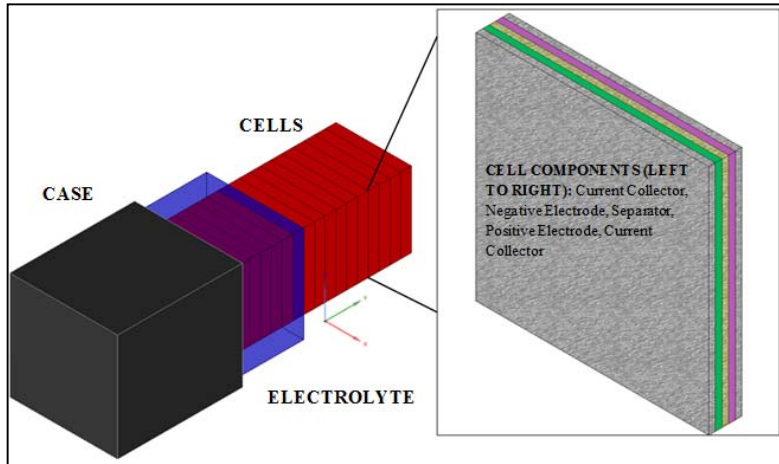 CELLS
CASE
ELECTROLYTE
CELL COMPONENTS (LEFT
TO RIGHT): Current Collector,
Negative Electrode, Separator,
Positive Electrode, Current
Collector